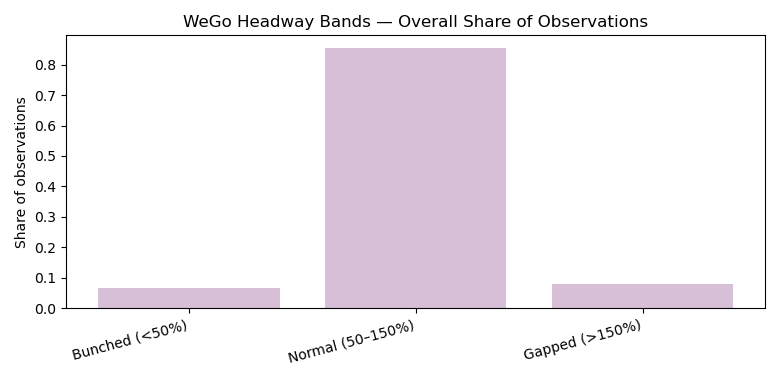 WeGo Headway Bands — Overall Share of Observations
Share of observations
0.8
0.7
0.6
0.5
0.4
0.3
0.2
0.1
0.0
Bunched (<50%)
Normal (50–150%)
Gapped (>150%)